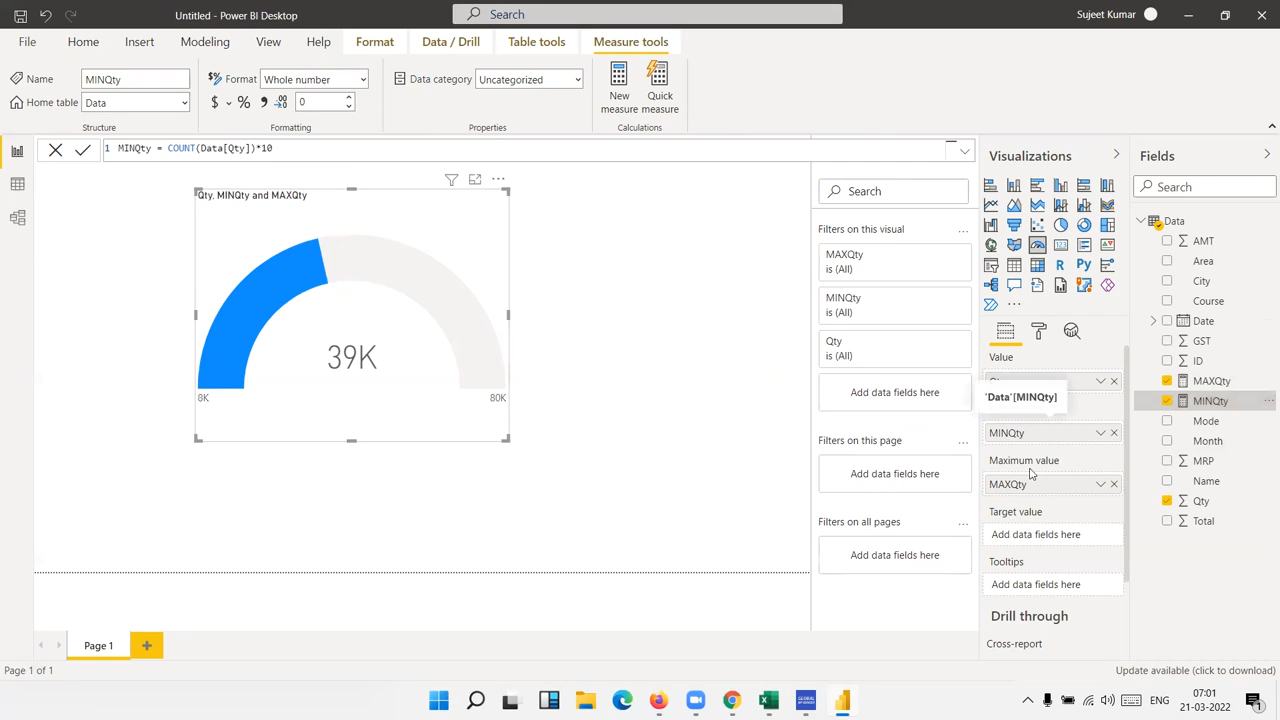 Untitled - Power BI Desktop
Search
Sujeet Kumar
File
Home
Insert
Modeling
View
Help
Format
Data / Drill
Table tools
Measure tools
Name
MINQty
Home table
Data
Structure
Format
Whole number
$
%
0
Formatting
Data category
Uncategorized
Properties
New
measure
Quick
measure
Calculations
1 MINQty = COUNT(Data[Qty])*10
Qty, MINQty and MAXQty
39K
8K
80K
Search
Filters on this visual
MAXQty
is (All)
MINQty
is (All)
Qty
is (All)
Add data fields here
Filters on this page
Add data fields here
Filters on all pages
Add data fields here
Visualizations
R
Py
123
Value
'Data'[MINQty]
MINQty
Maximum value
MAXQty
Target value
Add data fields here
Tooltips
Add data fields here
Drill through
Cross-report
Fields
Search
Data
AMT
Area
City
Course
Date
GST
ID
MAXQty
MINQty
Mode
Month
MRP
Name
Qty
Total
Page 1
Page 1 of 1
Update available (click to download)
ENG
07:01
21-03-2022